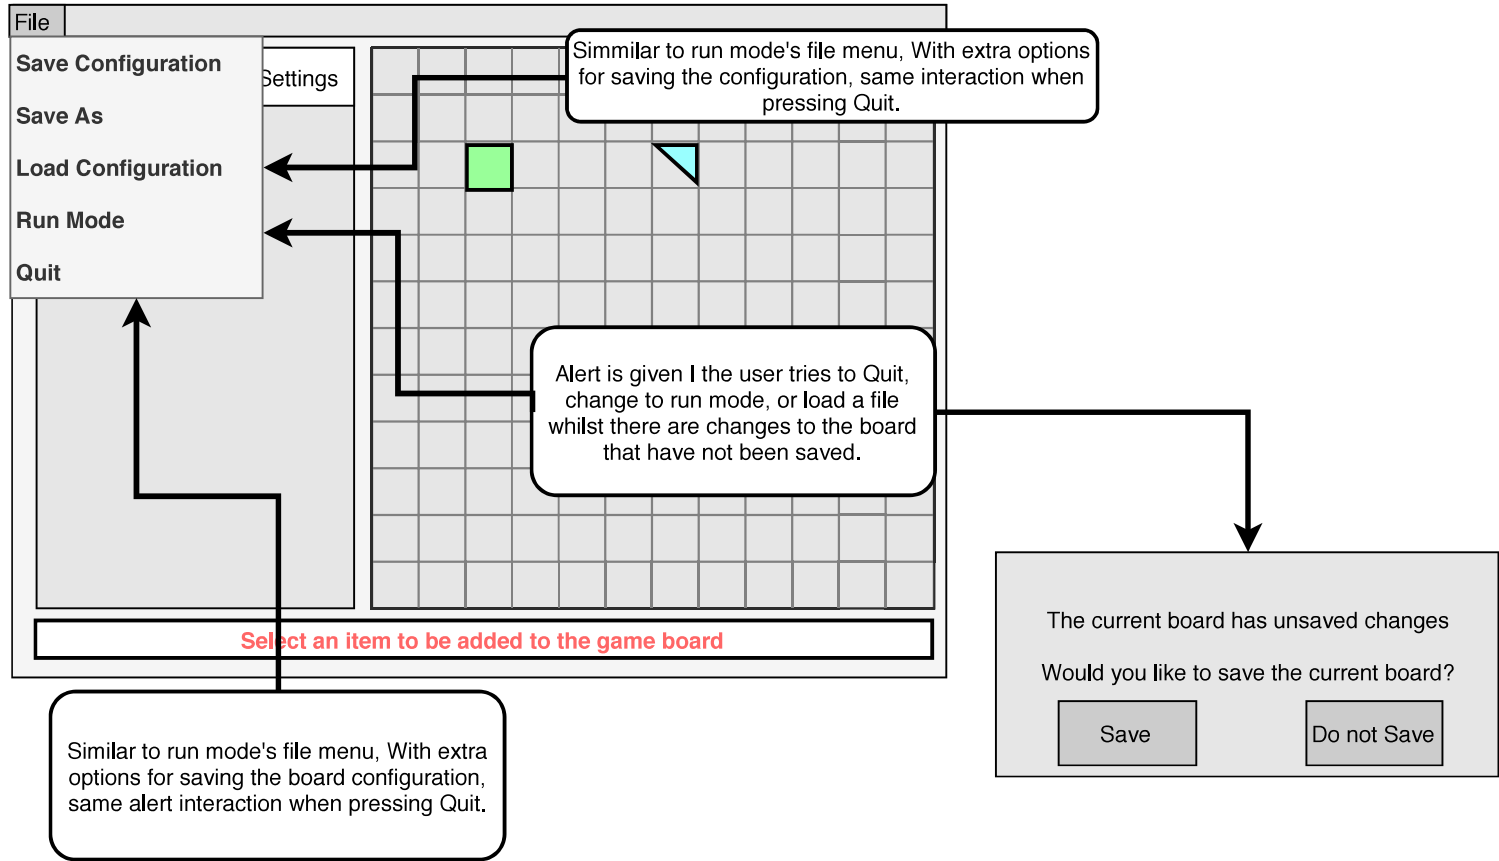 File
Save Configuration
Save As
Load Configuration
Run Mode
Quit
Settings
Simmilar to run mode's file menu, With extra options
for saving the configuration, same interaction when
pressing Quit.
Alert is given I the user tries to Quit,
change to run mode, or load a file
whilst there are changes to the board
that have not been saved.
Select an item to be added to the game board
The current board has unsaved changes
Would you like to save the current board?
Save
Do not Save
Similar to run mode's file menu, With extra
options for saving the board configuration,
same alert interaction when pressing Quit.